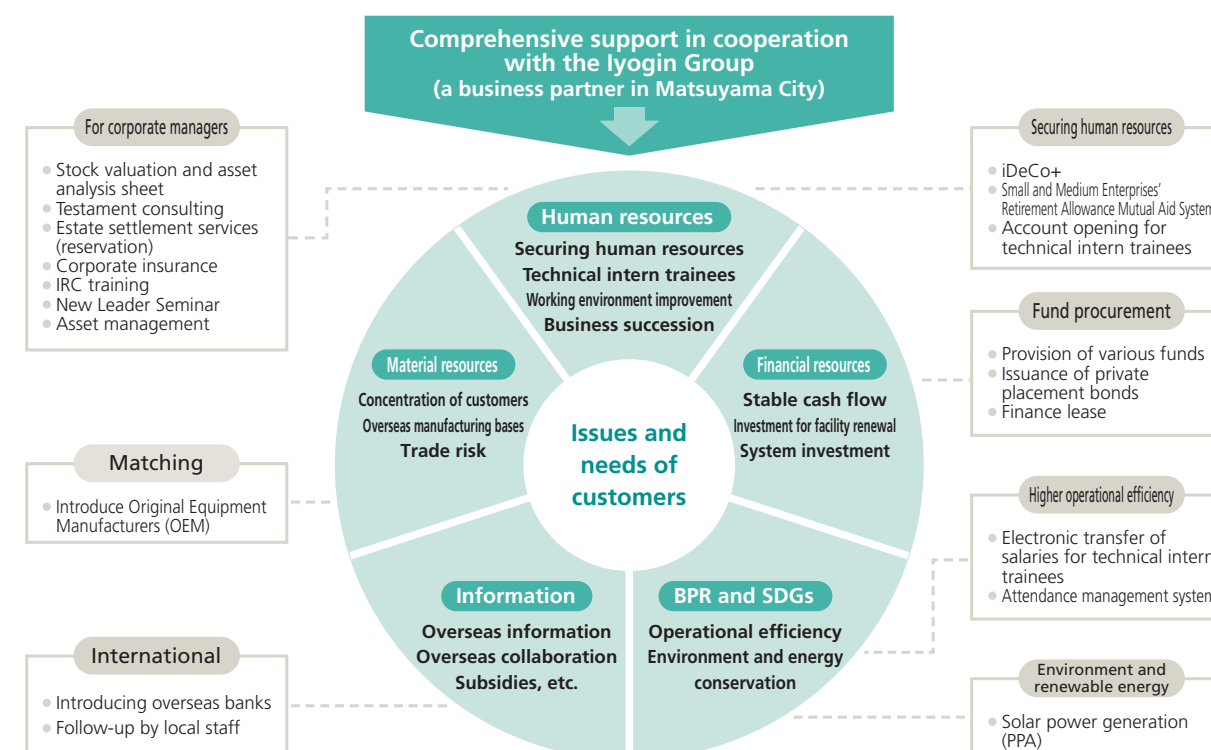 Comprehensive support in cooperation
with the Iyogin Group
(a business partner in Matsuyama City)
For corporate managers
Stock valuation and asset
analysis sheet
Testament consulting
Estate settlement services
(reservation)
Corporate insurance
IRC training
New Leader Seminar
Asset management
Matching
Introduce Original Equipment
Manufacturers (OEM)
International
Introducing overseas banks
Follow-up by local staff
Human resources
Securing human resources
Technical intern trainees
Working environment improvement
Business succession
Material resources
Concentration of customers
Overseas manufacturing bases
Trade risk
Financial resources
Stable cash flow
Investment for facility renewal
System investment
Issues and
needs of
customers
Information
Overseas information
Overseas collaboration
Subsidies, etc.
BPR and SDGs
Operational efficiency
Environment and energy
conservation
Securing human resources
iDeCo+
Small and Medium Enterprises'
Retirement Allowance Mutual Aid System
Account opening for
technical intern trainees
Fund procurement
Provision of various funds
Issuance of private
placement bonds
Finance lease
Higher operational efficiency
Electronic transfer of
salaries for technical intern
trainees
Attendance management system
Environment and
renewable energy
Solar power generation
(PPA)